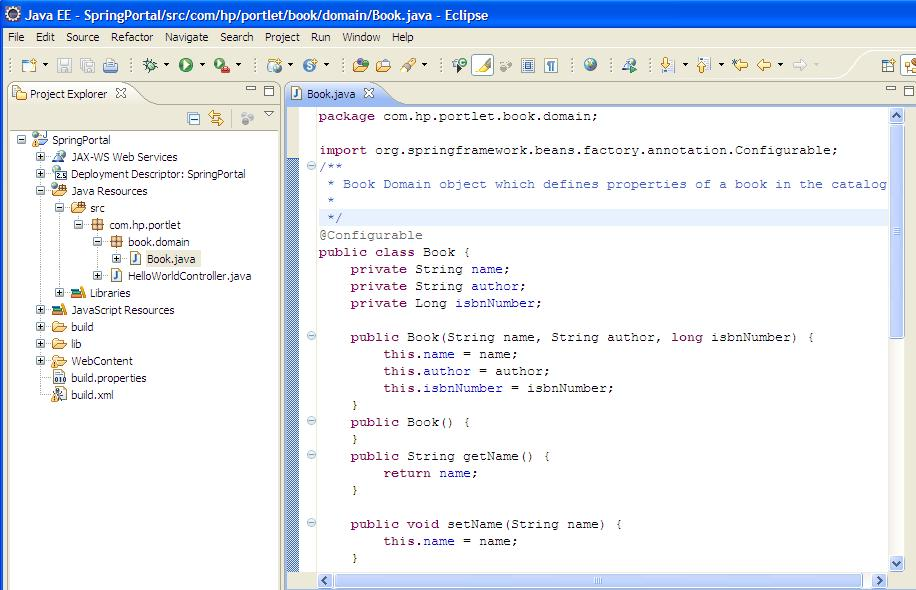 Java EE - SpringPortal/src/com/hp/portlet/book/domain/Book.java - Eclipse
File Edit Source Refactor Navigate Search Project Run Window Help
Project Explorer
SpringPortal
JAX-WS Web Services
2.5 Deployment Descriptor: SpringPortal
Java Resources
src
com.hp.portlet
book.domain
J Book.java
J HelloWorldController.java
Libraries
JavaScript Resources
build
lib
WebContent
010 build.properties
build.xml
J Book.java
package com.hp.portlet.book.domain;
import org.springframework.beans.factory.annotation.Configurable;
/**
 * Book Domain object which defines properties of a book in the catalog
 *
 */
@Configurable
public class Book {
    private String name;
    private String author;
    private Long isbnNumber;
    public Book(String name, String author, long isbnNumber) {
        this.name = name;
        this.author = author;
        this.isbnNumber = isbnNumber;
    }
    public Book() {
    }
    public String getName() {
        return name;
    }
    public void setName(String name) {
        this.name = name;
    }